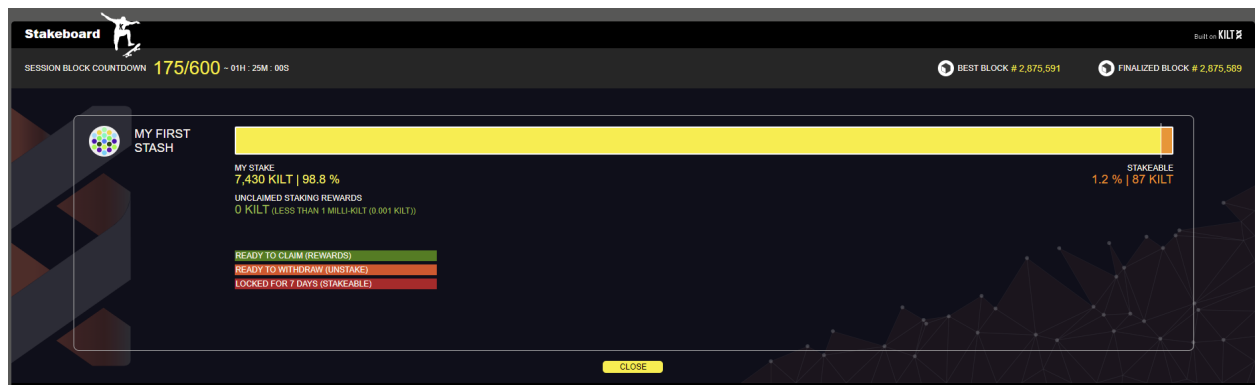 Stakeboard
Built on KILT
SESSION BLOCK COUNTDOWN 175/600 ~ 01H : 25M : 00S
BEST BLOCK # 2,875,591
FINALIZED BLOCK # 2,875,589
MY FIRST
STASH
MY STAKE
7,430 KILT | 98.8 %
STAKEABLE
1.2 % | 87 KILT
UNCLAIMED STAKING REWARDS
0 KILT (LESS THAN 1 MILLI-KILT (0.001 KILT))
READY TO CLAIM (REWARDS)
READY TO WITHDRAW (UNSTAKE)
LOCKED FOR 7 DAYS (STAKEABLE)
CLOSE